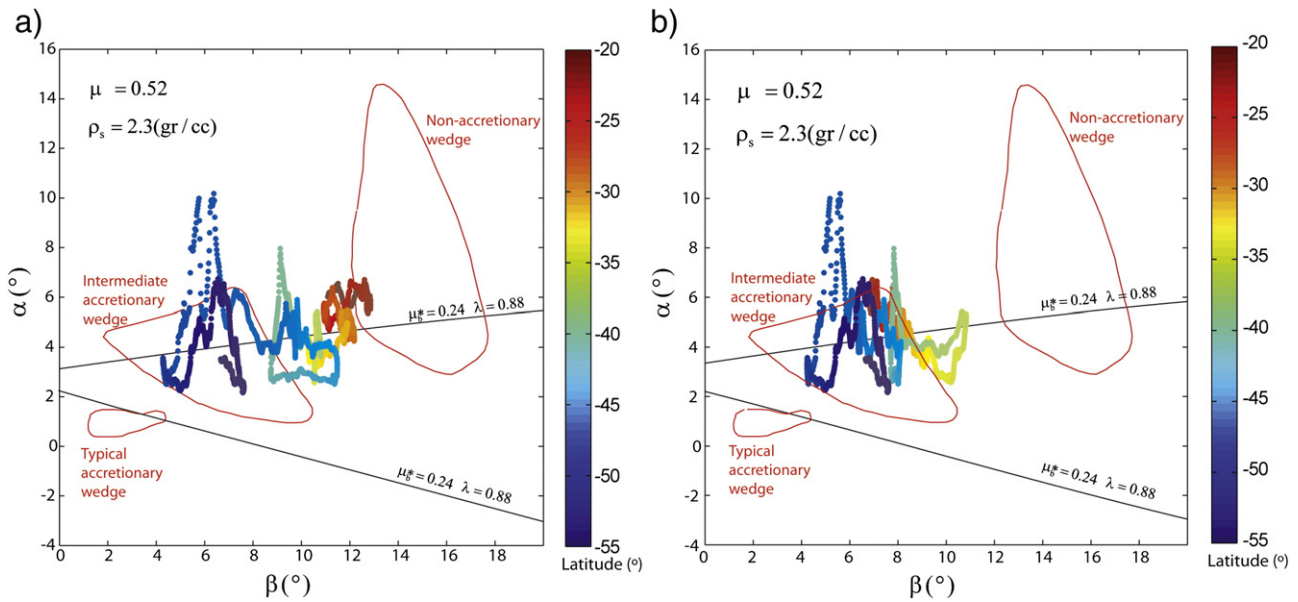 a)
16
14
12
10
8
6
4
2
0
-2
-4
α(°)
μ = 0.52
ρs = 2.3(gr/cc)
Non-accretionary
wedge
Intermediate
accretionary
wedge
μ*b = 0.24 λ = 0.88
Typical
accretionary
wedge
μ*b = 0.24 λ = 0.88
0 2 4 6 8 10 12 14 16 18
β(°)
-20
-25
-30
-35
-40
-45
-50
-55
Latitude (°)
b)
16
14
12
10
8
6
4
2
0
-2
-4
α(°)
μ = 0.52
ρs = 2.3(gr/cc)
Non-accretionary
wedge
Intermediate
accretionary
wedge
μ*b = 0.24 λ = 0.88
Typical
accretionary
wedge
μ*b = 0.24 λ = 0.88
0 2 4 6 8 10 12 14 16 18
β(°)
-20
-25
-30
-35
-40
-45
-50
-55
Latitude (°)